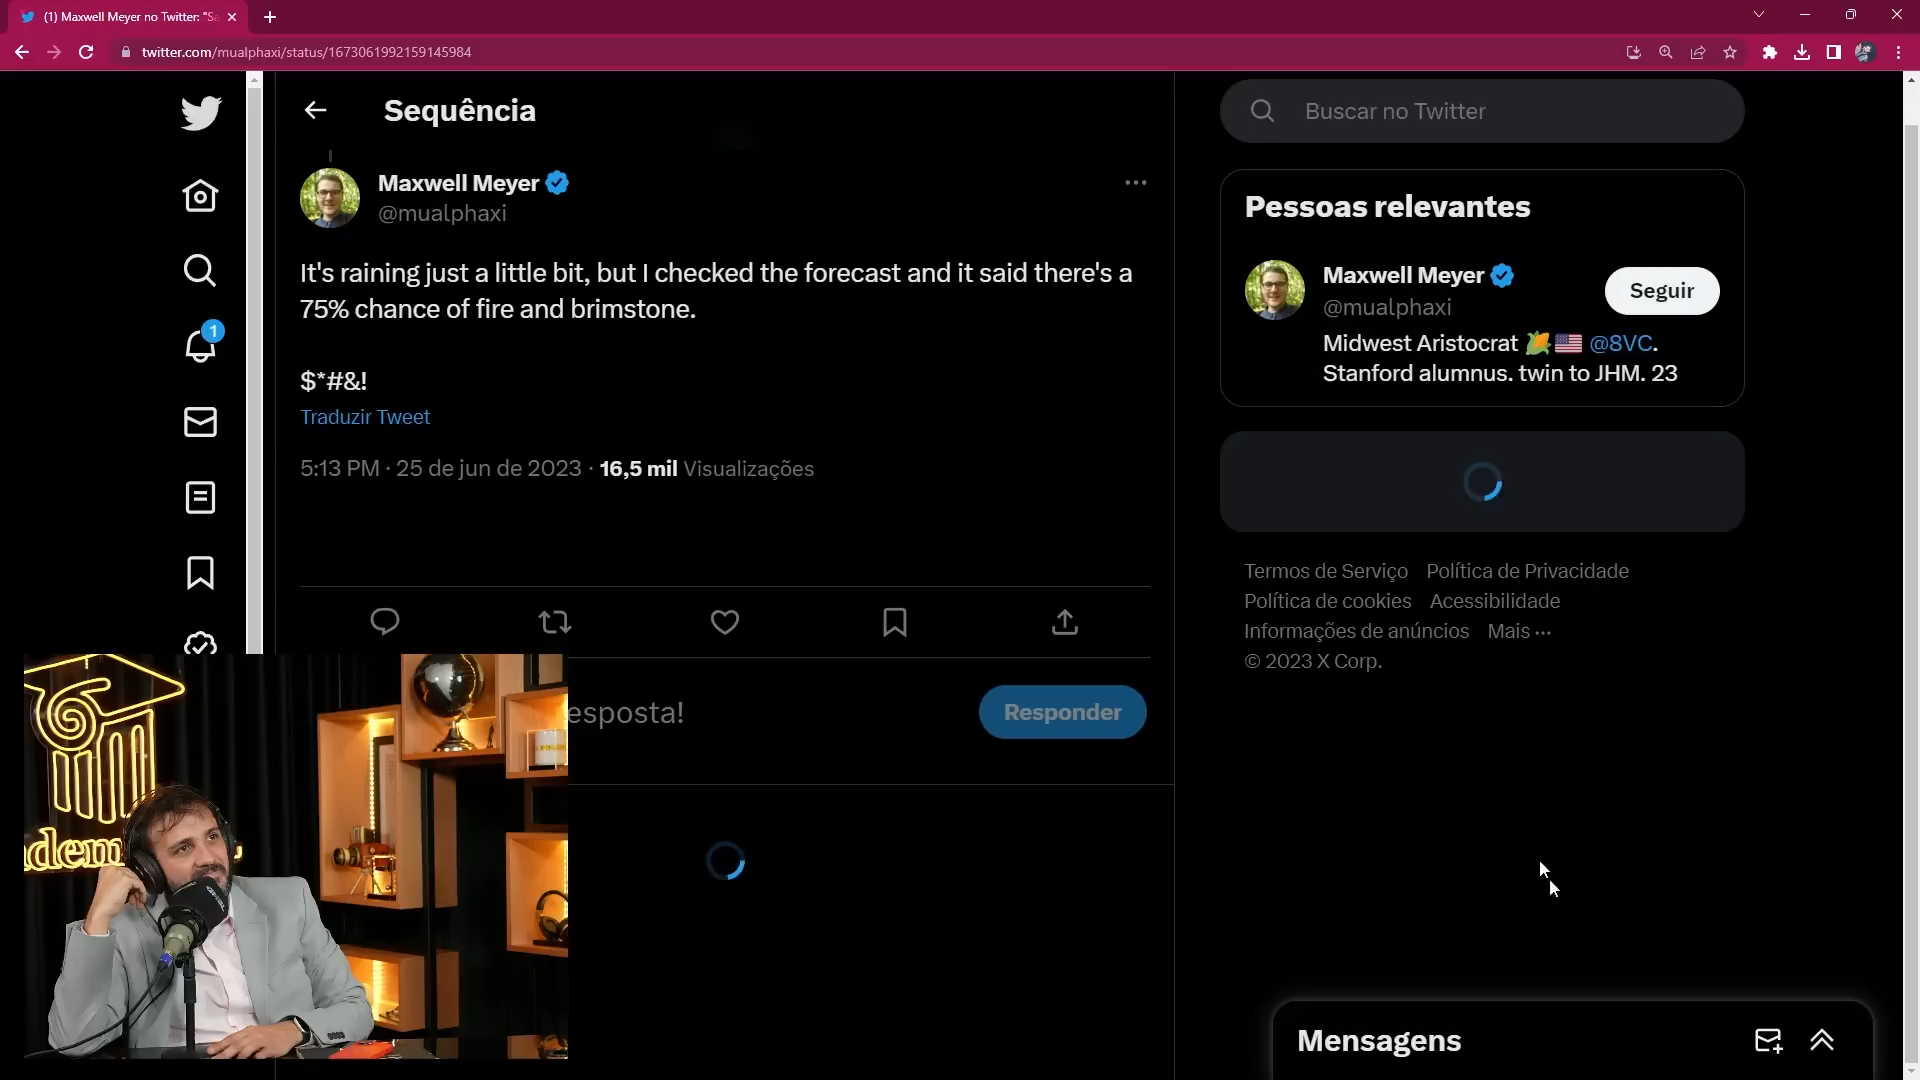 (1) Maxwell Meyer no Twitter: "Sa
twitter.com/mualphaxi/status/1673061992159145984
Sequência
Maxwell Meyer
@mualphaxi
It's raining just a little bit, but I checked the forecast and it said there's a
75% chance of fire and brimstone.
$*#&!
Traduzir Tweet
5:13 PM · 25 de jun de 2023 · 16,5 mil Visualizações
esposta!
Responder
1
Buscar no Twitter
Pessoas relevantes
Maxwell Meyer
@mualphaxi
Seguir
Midwest Aristocrat 🌽🇺🇸 @8VC.
Stanford alumnus. twin to JHM. 23
Termos de Serviço Política de Privacidade
Política de cookies Acessibilidade
Informações de anúncios Mais ···
© 2023 X Corp.
Mensagens